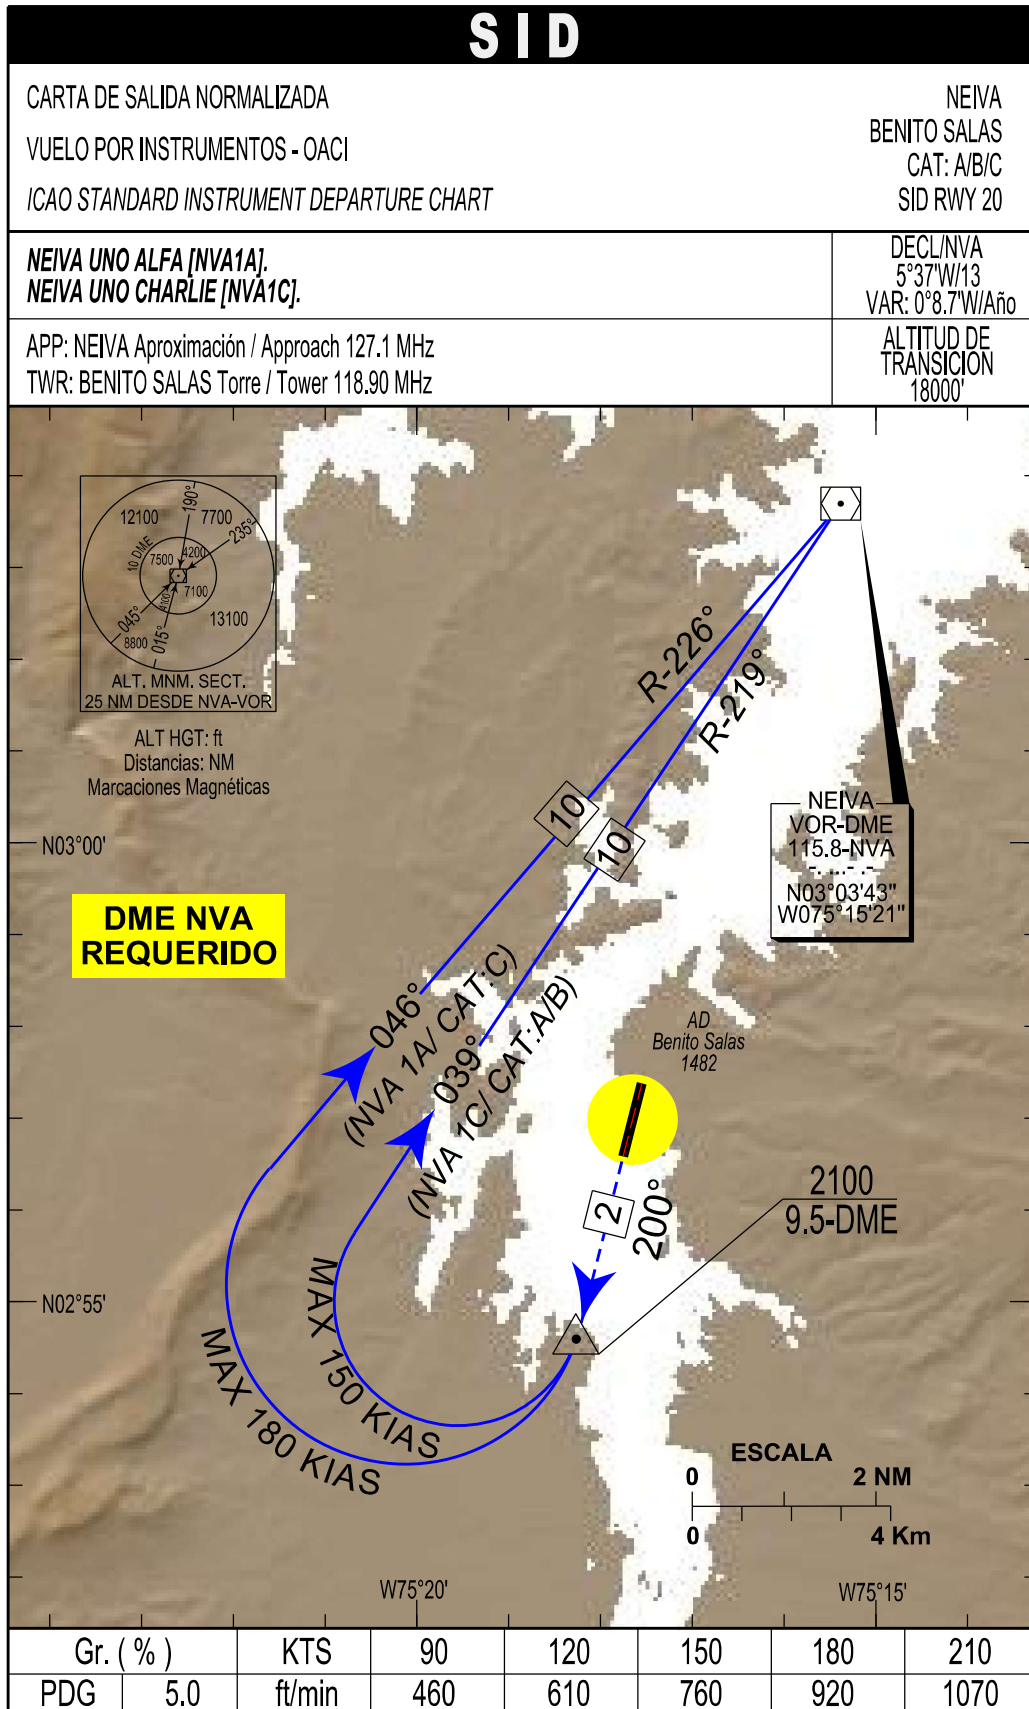 SID
CARTA DE SALIDA NORMALIZADA
VUELO POR INSTRUMENTOS - OACI
ICAO STANDARD INSTRUMENT DEPARTURE CHART
NEIVA
BENITO SALAS
CAT: A/B/C
SID RWY 20
NEIVA UNO ALFA [NVA1A].
NEIVA UNO CHARLIE [NVA1C].
DECL/NVA
5°37'W/13
VAR: 0°8.7'W/Año
APP: NEIVA Aproximación / Approach 127.1 MHz
TWR: BENITO SALAS Torre / Tower 118.90 MHz
ALTITUD DE
TRANSICION
18000'
12100
190°
7700
235°
10 DME
7500
4200
7100
4100
045°
015°
8800
13100
ALT. MNM. SECT.
25 NM DESDE NVA-VOR
ALT HGT: ft
Distancias: NM
Marcaciones Magnéticas
R-226°
R-219°
10
10
NEIVA
VOR-DME
115.8-NVA
-. ...- .-
N03°03'43"
W075°15'21"
N03°00'
DME NVA
REQUERIDO
046°
(NVA 1A/ CAT:C)
039°
(NVA 1C/ CAT:A/B)
AD
Benito Salas
1482
2
200°
2100
9.5-DME
N02°55'
MAX 150 KIAS
MAX 180 KIAS
ESCALA
0 2 NM
0 4 Km
W75°20'
W75°15'
Gr. ( % ) KTS 90 120 150 180 210
PDG 5.0 ft/min 460 610 760 920 1070